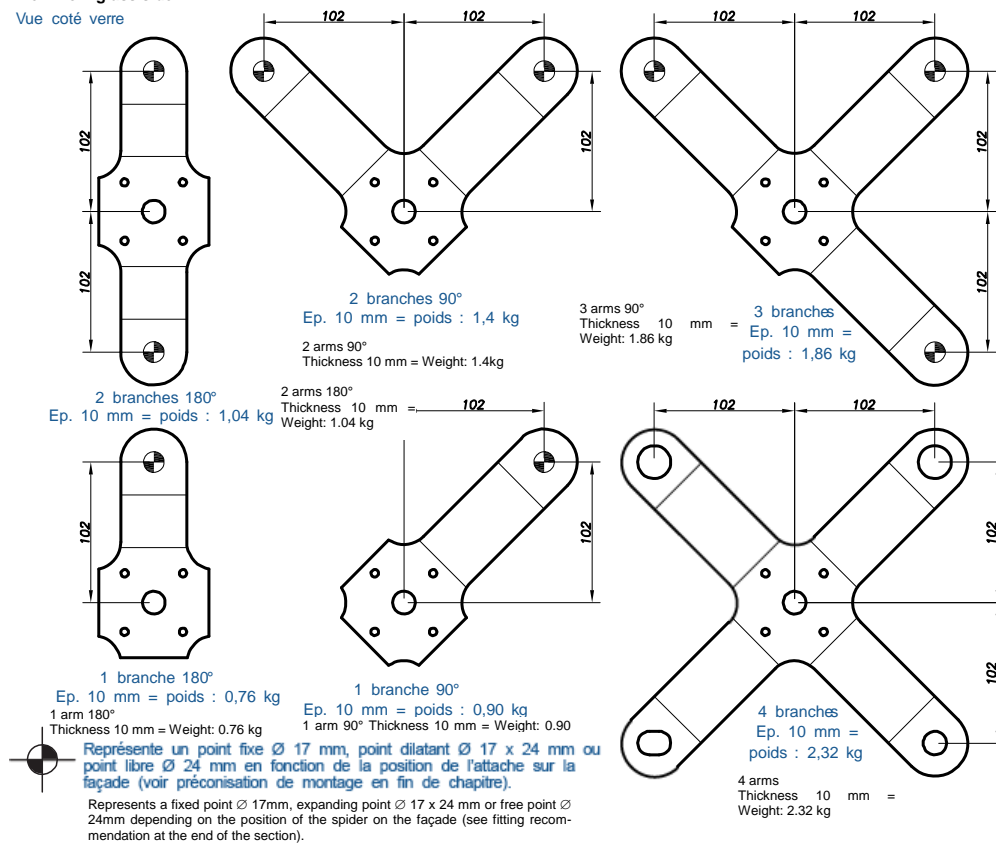 Vue coté verre
102
102
102
102
102
102
102
102
102
2 branches 90°
Ep. 10 mm = poids : 1,4 kg
2 arms 90°
Thickness 10 mm = Weight: 1.4kg
3 arms 90°
Thickness 10 mm =
Weight: 1.86 kg
3 branches
Ep. 10 mm =
poids : 1,86 kg
2 branches 180°
Ep. 10 mm = poids : 1,04 kg
2 arms 180°
Thickness 10 mm =
Weight: 1.04 kg
102
102
102
102
102
102
102
1 branche 180°
Ep. 10 mm = poids : 0,76 kg
1 arm 180°
Thickness 10 mm = Weight: 0.76 kg
1 branche 90°
Ep. 10 mm = poids : 0,90 kg
1 arm 90° Thickness 10 mm = Weight: 0.90
4 branches
Ep. 10 mm =
poids : 2,32 kg
4 arms
Thickness 10 mm =
Weight: 2.32 kg
Représente un point fixe Ø 17 mm, point dilatant Ø 17 x 24 mm ou
point libre Ø 24 mm en fonction de la position de l'attache sur la
façade (voir préconisation de montage en fin de chapitre).
Represents a fixed point ∅ 17mm, expanding point ∅ 17 x 24 mm or free point ∅
24mm depending on the position of the spider on the façade (see fitting recom-
mendation at the end of the section).